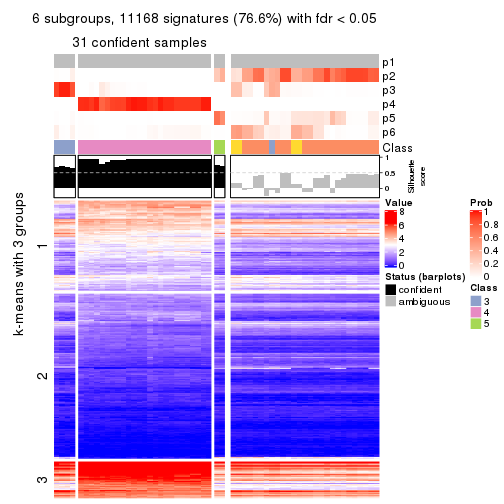 6 subgroups, 11168 signatures (76.6%) with fdr < 0.05
31 confident samples
p1
p2
p3
p4
p5
p6
Class
1
0.5
0
Silhouette
score
k-means with 3 groups
1
2
3
Value
8
6
4
2
0
Status (barplots)
confident
ambiguous
Prob
1
0.8
0.6
0.4
0.2
0
Class
3
4
5